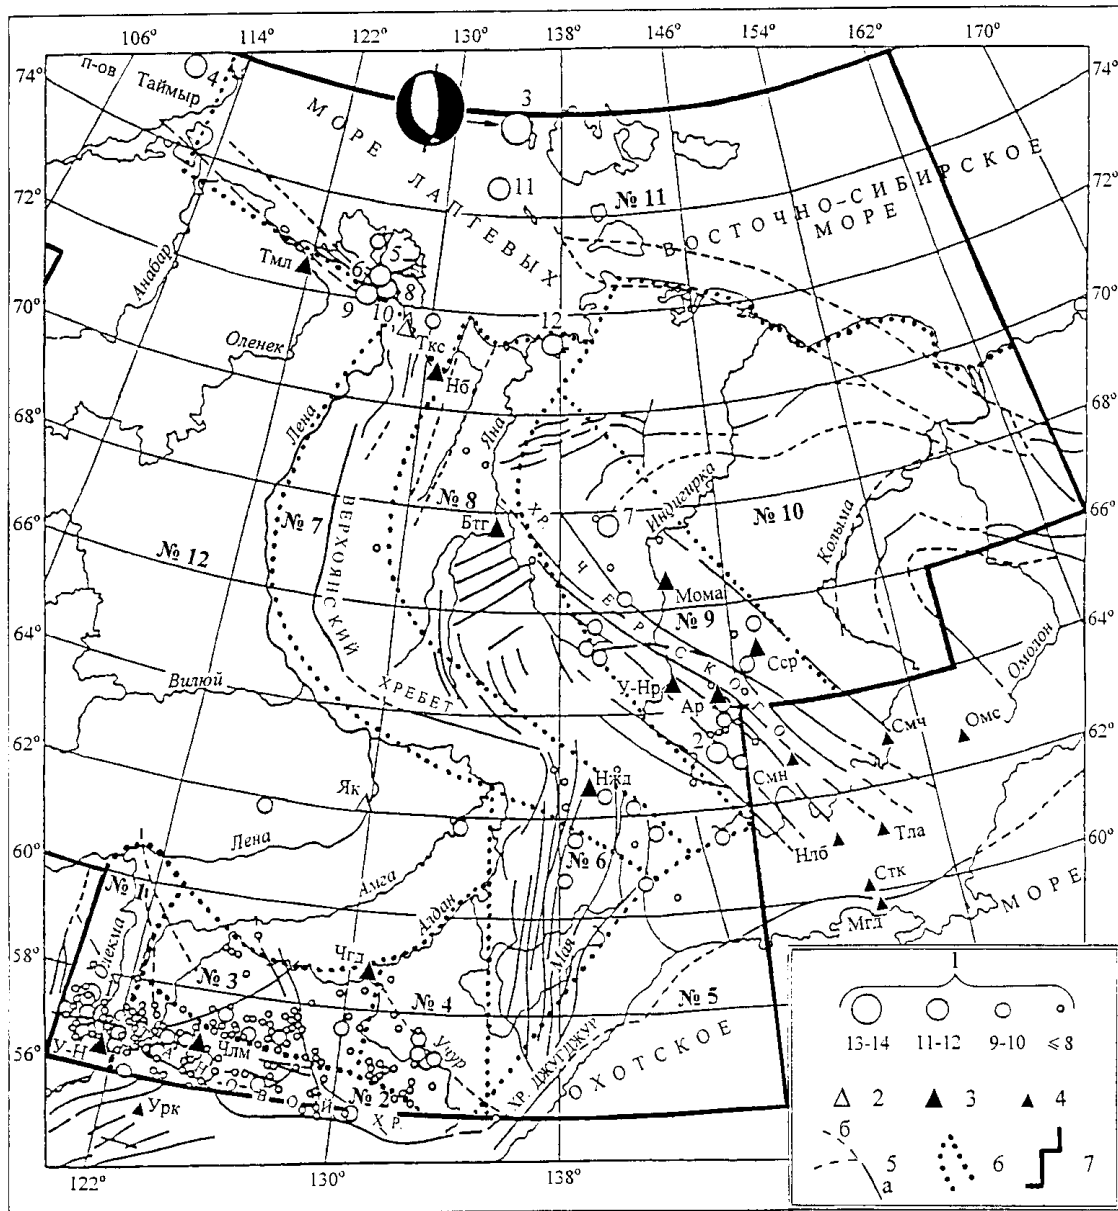 106° 114° 122° 130° 138° 146° 154° 162° 170°
74°
72°
70°
68°
66°
64°
62°
60°
58°
56°
74°
72°
70°
68°
66°
64°
62°
60°
122° 130° 138°
п-ов
Таймыр
4
3
МОРЕ ЛАПТЕВЫХ
11
№ 11
ВОСТОЧНО-СИБИРСКОЕ
МОРЕ
Анабар
Тмл
5
6
8
9
10
Ткс
12
Оленек
Нб
Лена
Яна
ВЕРХОЯНСКИЙ
ХРЕБЕТ
№ 7
№ 8
Бтг
7
Индигирка
№ 10
Колыма
№ 12
ХР. ЧЕРСКОГО
Мома
№ 9
Сср
Омолон
Вилюй
У-Нр
Ар
2
Смч
Омс
Смн
Як
Нжд
Лена
№ 6
Нлб
Тла
Стк
Мгд
Амга
Алдан
Мая
№ 1
Олекма
№ 3
Чгд
№ 4
№ 5
У-Н
Члм
Учур
№ 2
ХР. ДЖУГДЖУР
ОХОТСКОЕ
МОРЕ
Урк
СТАНОВОЙ ХР.
1
13-14 11-12 9-10 ≤ 8
2 3 4
б
5 6 7
а